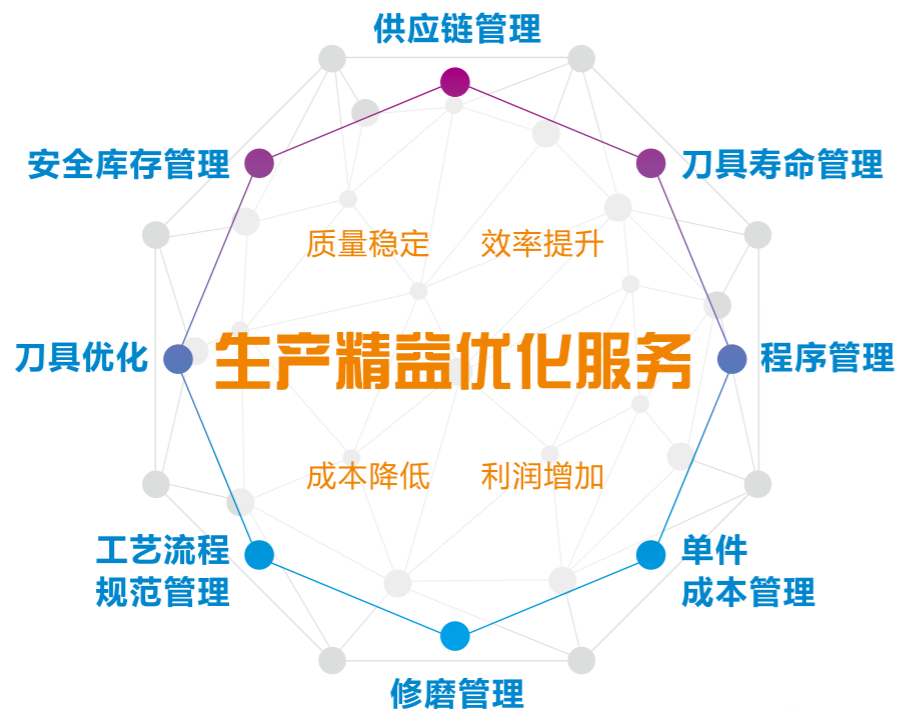 供应链管理
安全库存管理
刀具寿命管理
质量稳定
效率提升
刀具优化
生产精益优化服务
程序管理
成本降低
利润增加
工艺流程
规范管理
单件
成本管理
修磨管理